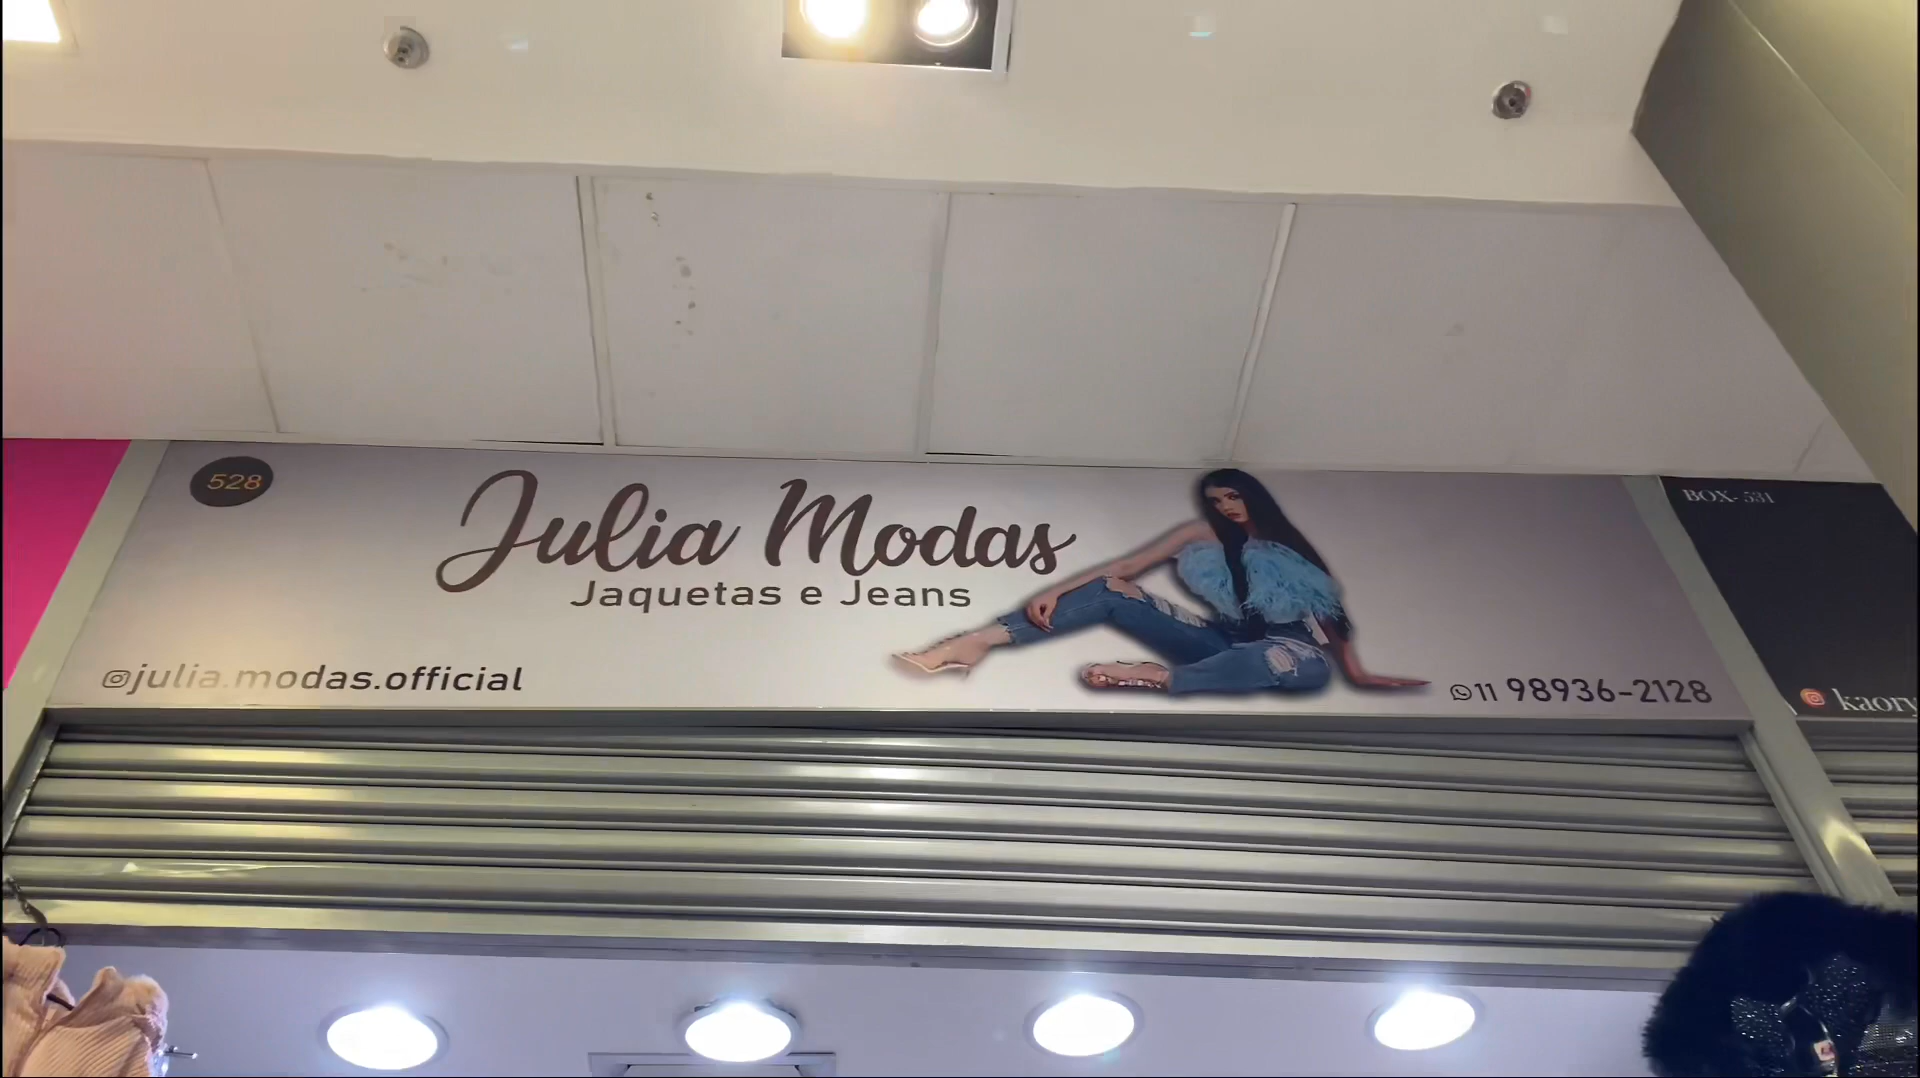 528
Julia Modas
Jaquetas e Jeans
julia.modas.official
11 98936-2128
BOX- 531
kaory